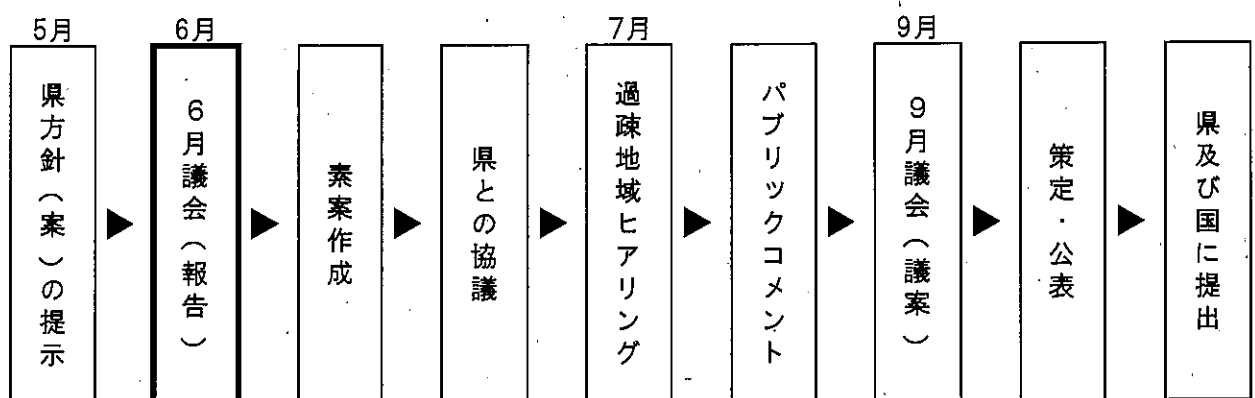 5月
県方針（案）の提示
6月
6月議会（報告）
素案作成
県との協議
7月
過疎地域ヒアリング
パブリックコメント
9月
9月議会（議案）
策定・公表
県及び国に提出